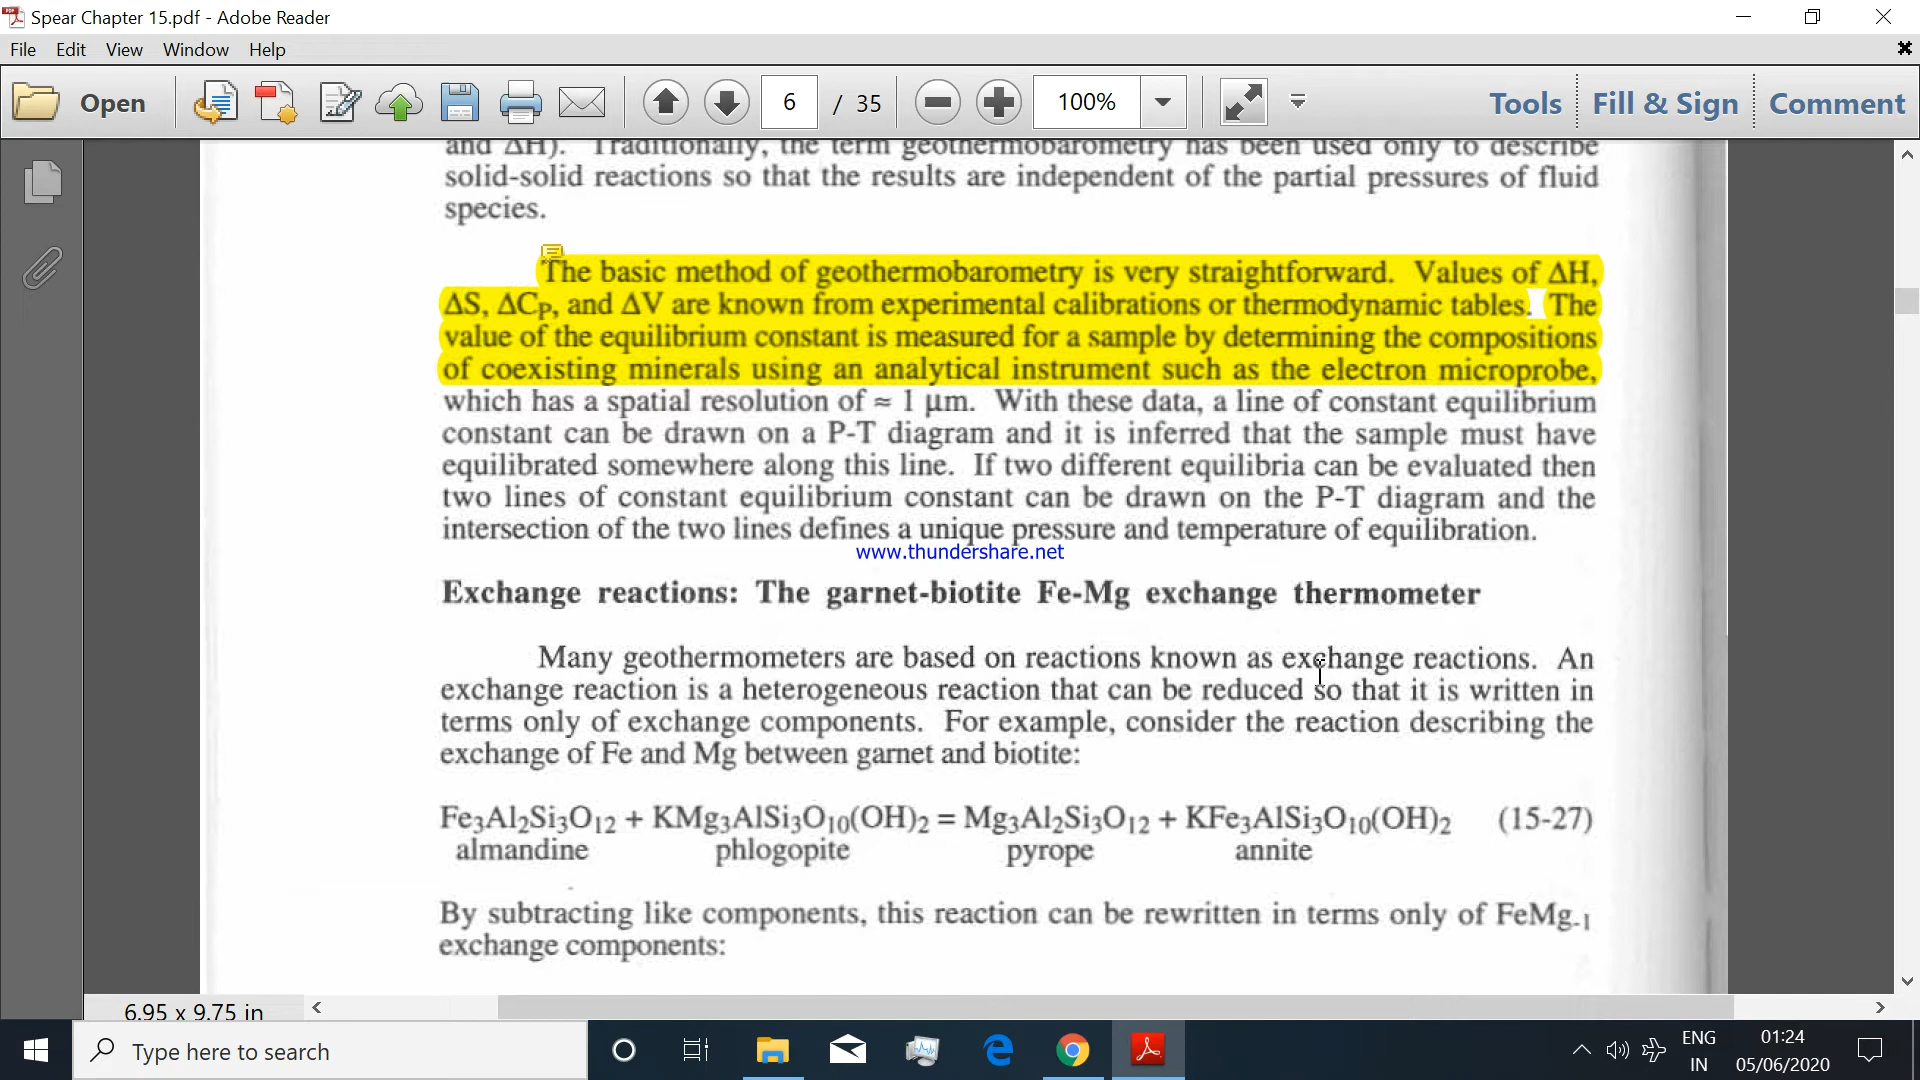 Spear Chapter 15.pdf - Adobe Reader
File Edit View Window Help
Open 6 / 35 100% Tools Fill & Sign Comment
and ΔH). Traditionally, the term geothermobarometry has been used only to describe
solid-solid reactions so that the results are independent of the partial pressures of fluid
species.
The basic method of geothermobarometry is very straightforward. Values of ΔH,
ΔS, ΔCP, and ΔV are known from experimental calibrations or thermodynamic tables. The
value of the equilibrium constant is measured for a sample by determining the compositions
of coexisting minerals using an analytical instrument such as the electron microprobe,
which has a spatial resolution of ≈ 1 μm. With these data, a line of constant equilibrium
constant can be drawn on a P-T diagram and it is inferred that the sample must have
equilibrated somewhere along this line. If two different equilibria can be evaluated then
two lines of constant equilibrium constant can be drawn on the P-T diagram and the
intersection of the two lines defines a unique pressure and temperature of equilibration.
www.thundershare.net
Exchange reactions: The garnet-biotite Fe-Mg exchange thermometer
Many geothermometers are based on reactions known as exchange reactions. An
exchange reaction is a heterogeneous reaction that can be reduced so that it is written in
terms only of exchange components. For example, consider the reaction describing the
exchange of Fe and Mg between garnet and biotite:
Fe3Al2Si3O12 + KMg3AlSi3O10(OH)2 = Mg3Al2Si3O12 + KFe3AlSi3O10(OH)2 (15-27)
almandine phlogopite pyrope annite
By subtracting like components, this reaction can be rewritten in terms only of FeMg-1
exchange components:
6.95 x 9.75 in
Type here to search
ENG 01:24
IN 05/06/2020